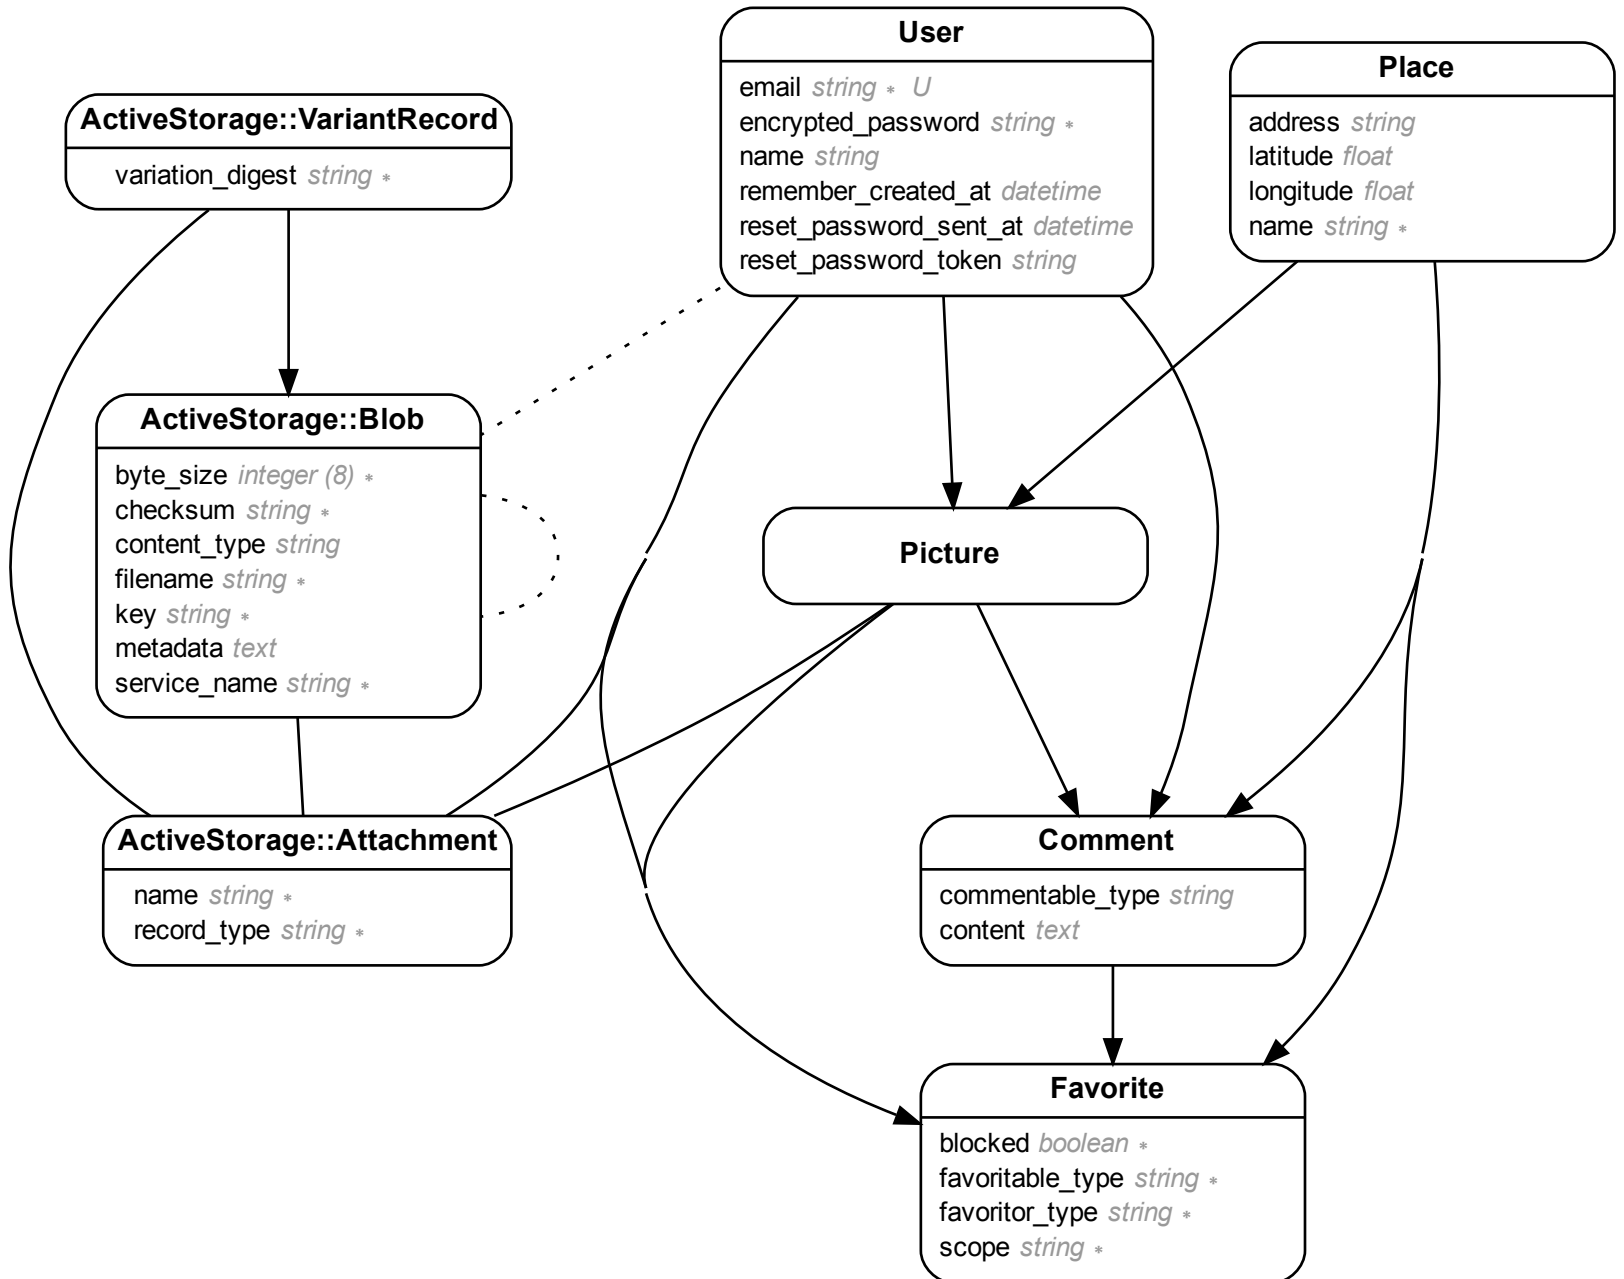 User
email string * U
encrypted_password string *
name string
remember_created_at datetime
reset_password_sent_at datetime
reset_password_token string
Place
address string
latitude float
longitude float
name string *
ActiveStorage::VariantRecord
variation_digest string *
ActiveStorage::Blob
byte_size integer (8) *
checksum string *
content_type string
filename string *
key string *
metadata text
service_name string *
Picture
ActiveStorage::Attachment
name string *
record_type string *
Comment
commentable_type string
content text
Favorite
blocked boolean *
favoritable_type string *
favoritor_type string *
scope string *